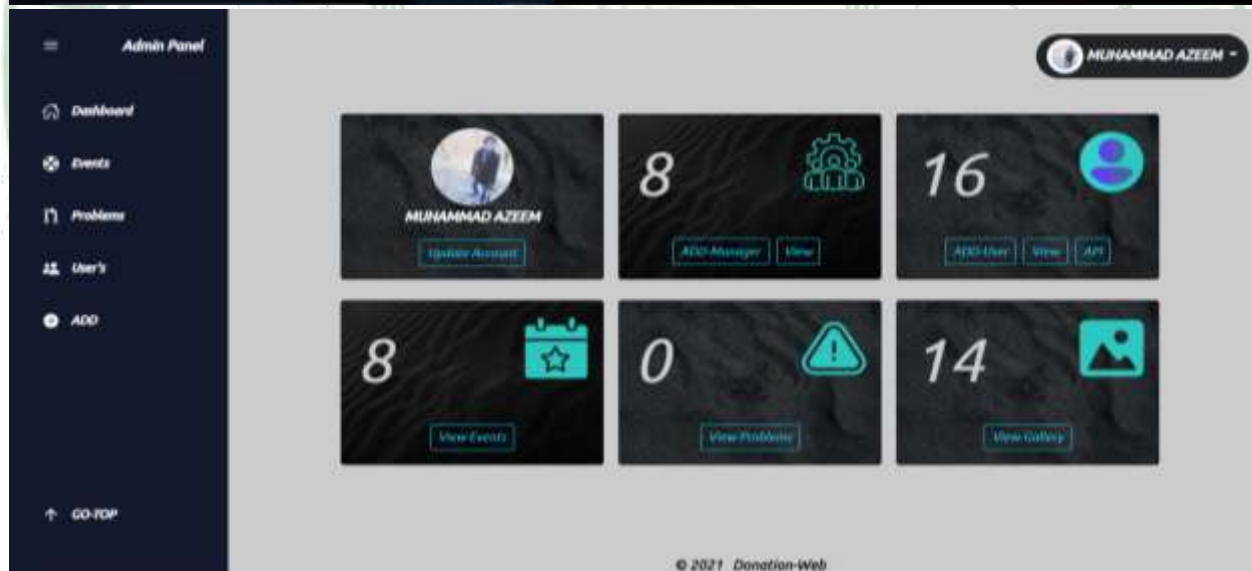 Admin Panel
MUHAMMAD AZEEM
Dashboard
Events
Problems
User's
ADD
GO-TOP
MUHAMMAD AZEEM
Update Account
8
ADD-Manager View
16
ADD-User View API
8
View Events
0
View Problems
14
View Gallery
© 2021 Donation-Web